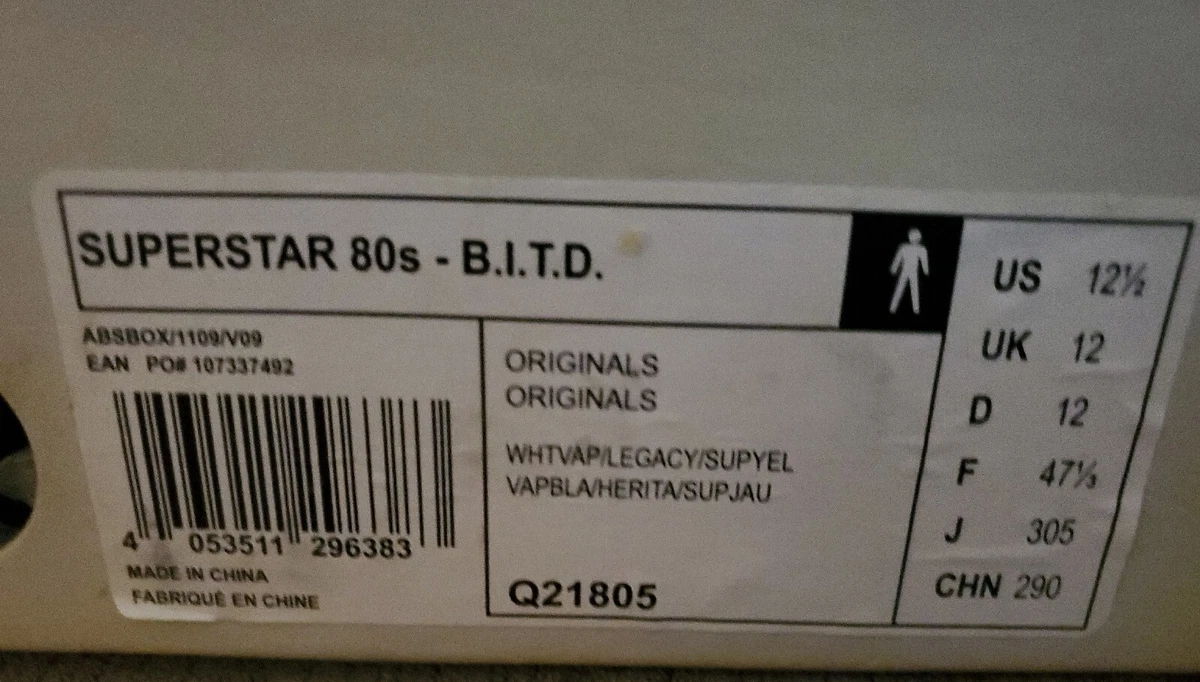 SUPERSTAR 80s - B.I.T.D.
ABSBOX/1109/V09
EAN PO# 107337492
4 053511 296383
MADE IN CHINA
FABRIQUÉ EN CHINE
ORIGINALS
ORIGINALS
WHTVAP/LEGACY/SUPYEL
VAPBLA/HERITA/SUPJAU
Q21805
US 12½
UK 12
D 12
F 47⅓
J 305
CHN 290